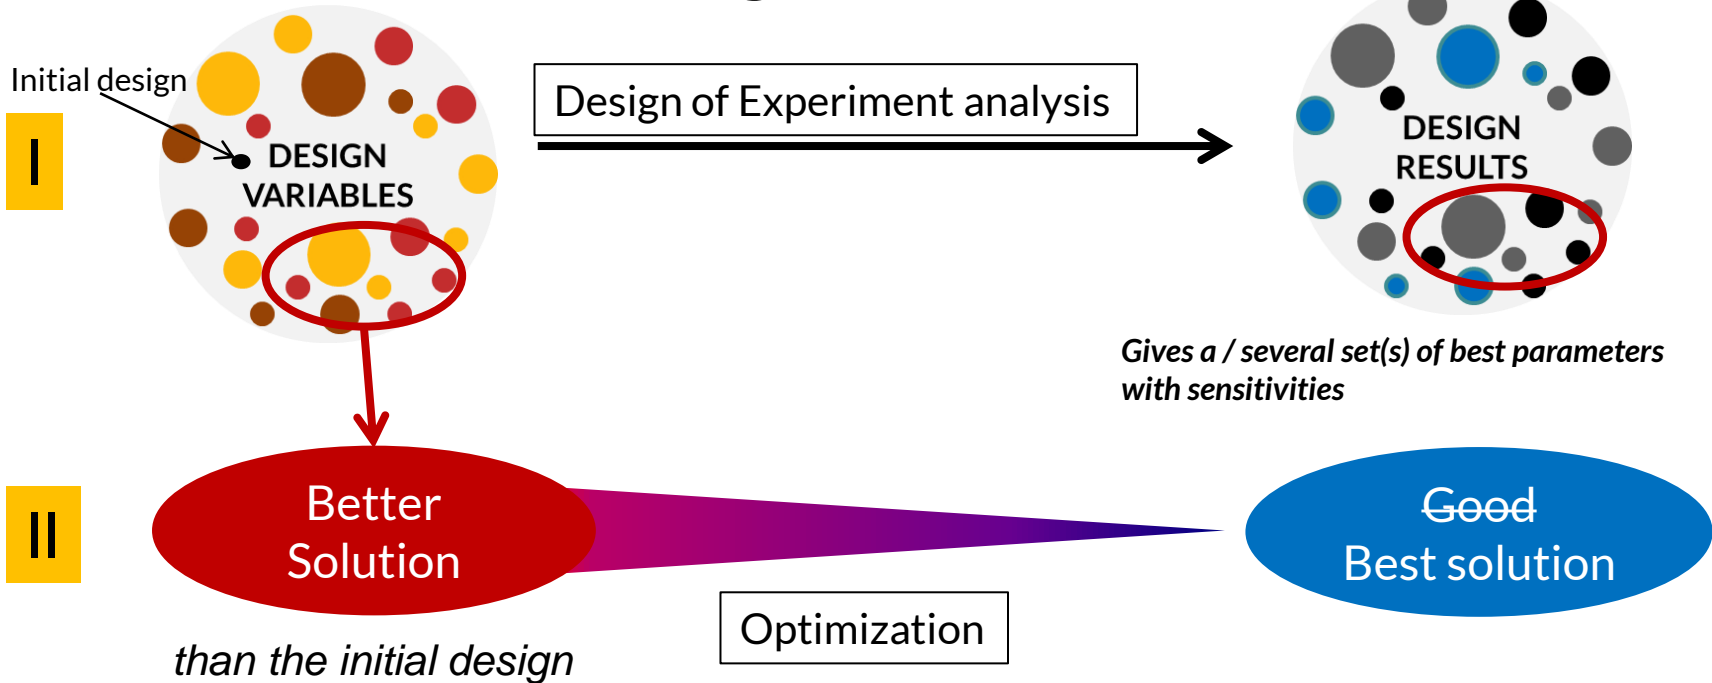 Initial design
I
DESIGN
VARIABLES
Design of Experiment analysis
DESIGN
RESULTS
Gives a / several set(s) of best parameters
with sensitivities
II
Better
Solution
than the initial design
Optimization
Good
Best solution